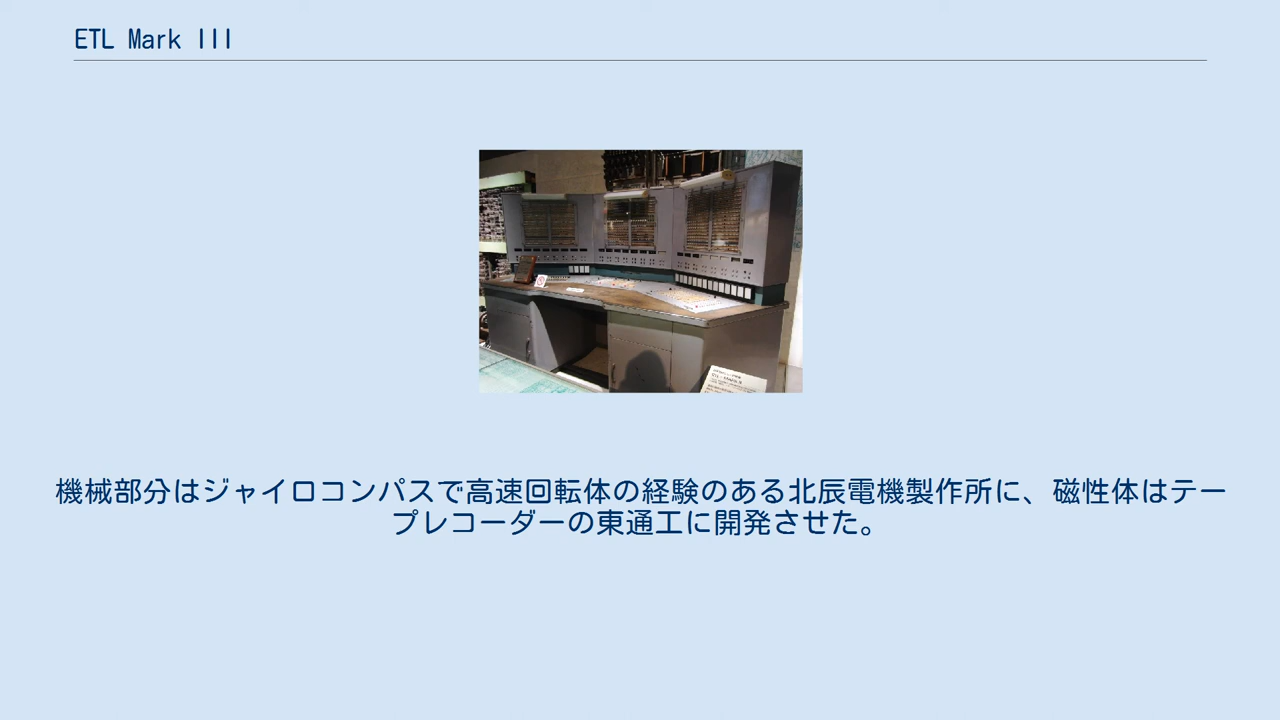 ETL Mark III
機械部分はジャイロコンパスで高速回転体の経験のある北辰電機製作所に、磁性体はテー
プレコーダーの東通工に開発させた。